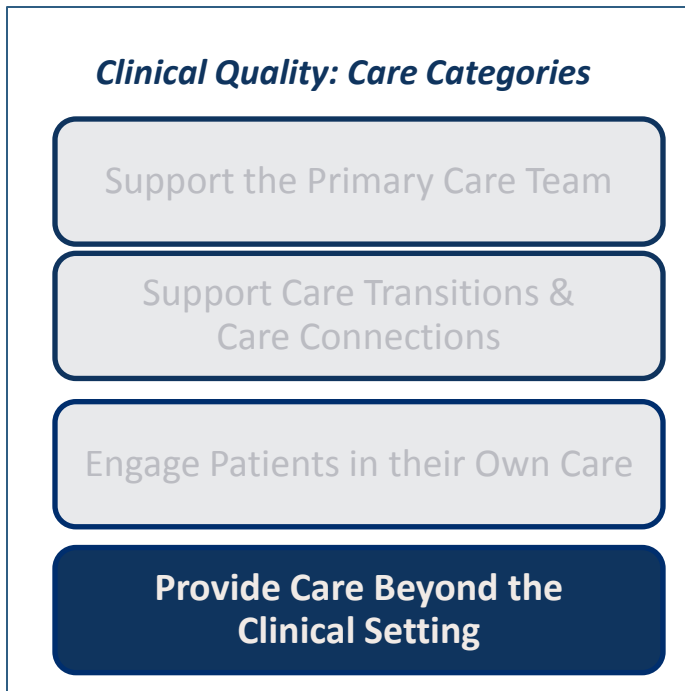 Clinical Quality: Care Categories
Support the Primary Care Team
Support Care Transitions &
Care Connections
Engage Patients in their Own Care
Provide Care Beyond the
Clinical Setting